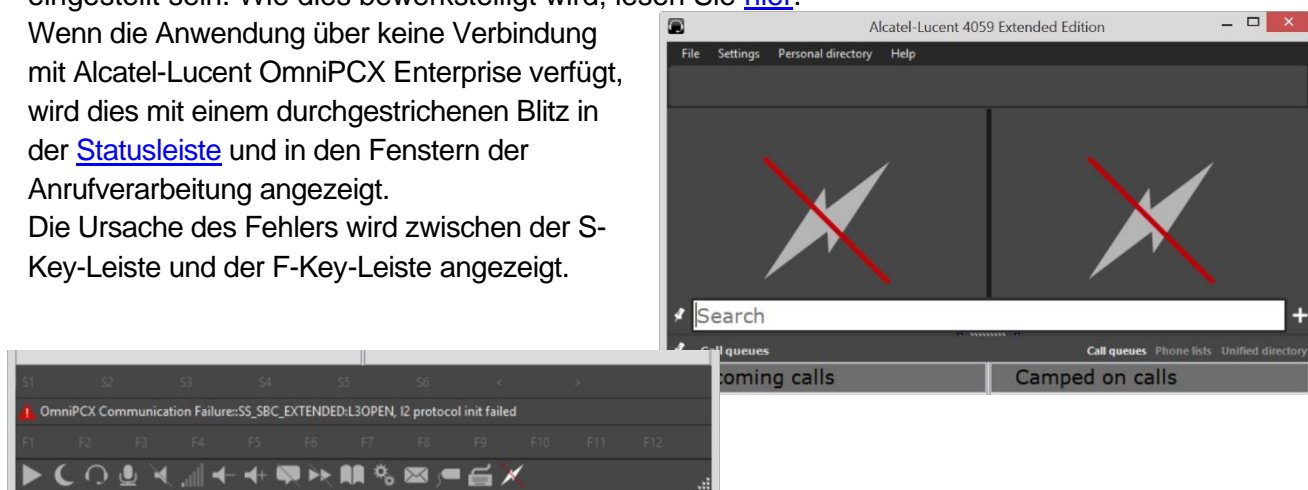 eingestellt sein. Wie dies bewerkstelligt wird, lesen Sie hier.
Wenn die Anwendung über keine Verbindung
mit Alcatel-Lucent OmniPCX Enterprise verfügt,
wird dies mit einem durchgestrichenen Blitz in
der Statusleiste und in den Fenstern der
Anrufverarbeitung angezeigt.
Die Ursache des Fehlers wird zwischen der S-
Key-Leiste und der F-Key-Leiste angezeigt.
Alcatel-Lucent 4059 Extended Edition
File Settings Personal directory Help
Search
Call queues Call queues Phone lists Unified directory
coming calls Camped on calls
S1 S2 S3 S4 S5 S6 < >
OmniPCX Communication Failure::SS_SBC_EXTENDED:L3OPEN, I2 protocol init failed
F1 F2 F3 F4 F5 F6 F7 F8 F9 F10 F11 F12